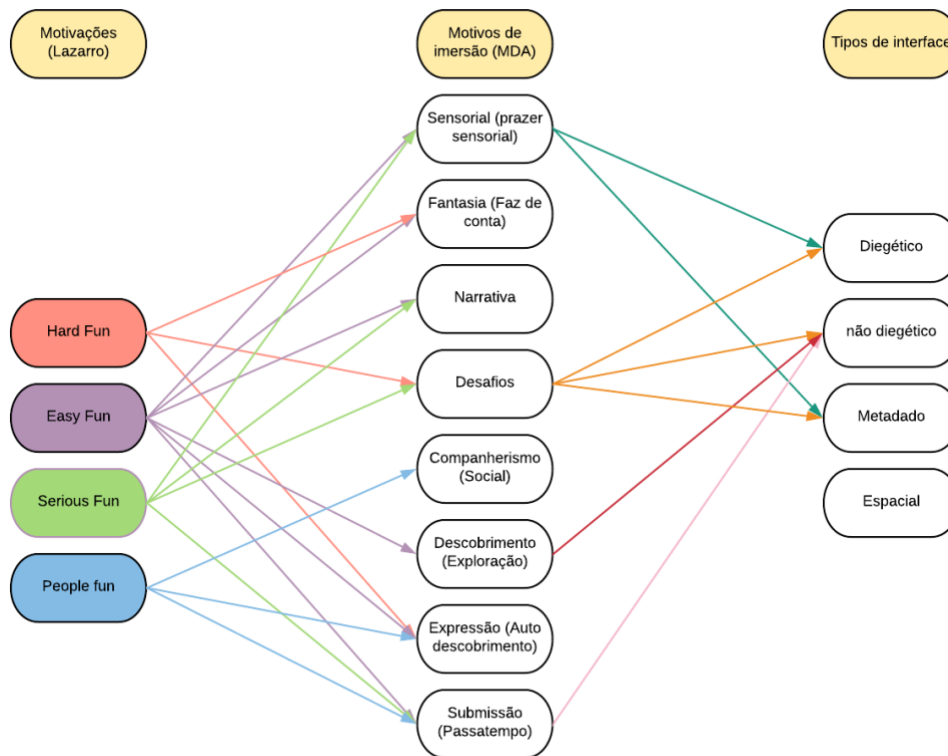 Motivações
(Lazarro)
Motivos de
imersão (MDA)
Tipos de interface
Sensorial (prazer
sensorial)
Fantasia (Faz de
conta)
Narrativa
Desafios
Companherismo
(Social)
Descobrimento
(Exploração)
Expressão (Auto
descobrimento)
Submissão
(Passatempo)
Hard Fun
Easy Fun
Serious Fun
People fun
Diegético
não diegético
Metadado
Espacial